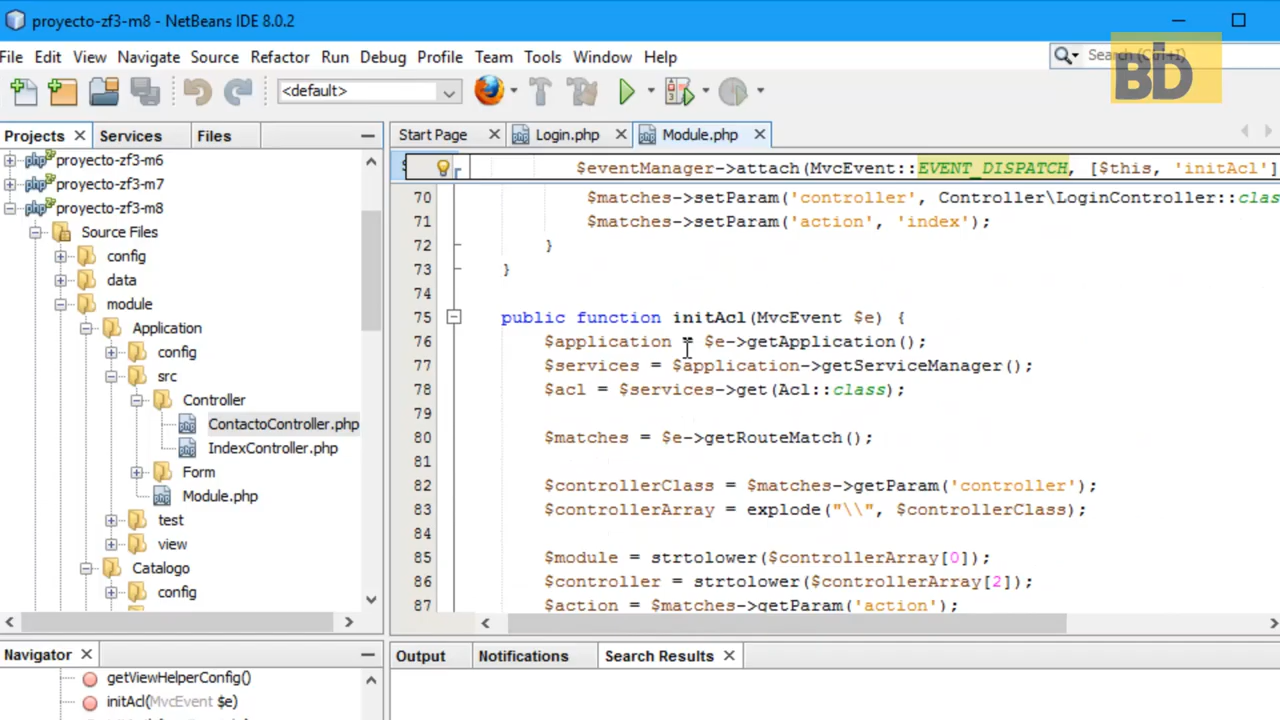 proyecto-zf3-m8 - NetBeans IDE 8.0.2
File Edit View Navigate Source Refactor Run Debug Profile Team Tools Window Help
Search (Ctrl+I)
BD
<default>
Projects Services Files
Start Page Login.php Module.php
proyecto-zf3-m6
proyecto-zf3-m7
proyecto-zf3-m8
Source Files
config
data
module
Application
config
src
Controller
ContactoController.php
IndexController.php
Form
Module.php
test
view
Catalogo
config
$eventManager->attach(MvcEvent::EVENT_DISPATCH, [$this, 'initAcl']
70 $matches->setParam('controller', Controller\LoginController::clas
71 $matches->setParam('action', 'index');
72 }
73 }
74
75 public function initAcl(MvcEvent $e) {
76 $application = $e->getApplication();
77 $services = $application->getServiceManager();
78 $acl = $services->get(Acl::class);
79
80 $matches = $e->getRouteMatch();
81
82 $controllerClass = $matches->getParam('controller');
83 $controllerArray = explode("\\", $controllerClass);
84
85 $module = strtolower($controllerArray[0]);
86 $controller = strtolower($controllerArray[2]);
87 $action = $matches->getParam('action');
Navigator
getViewHelperConfig()
initAcl(MvcEvent $e)
Output Notifications Search Results